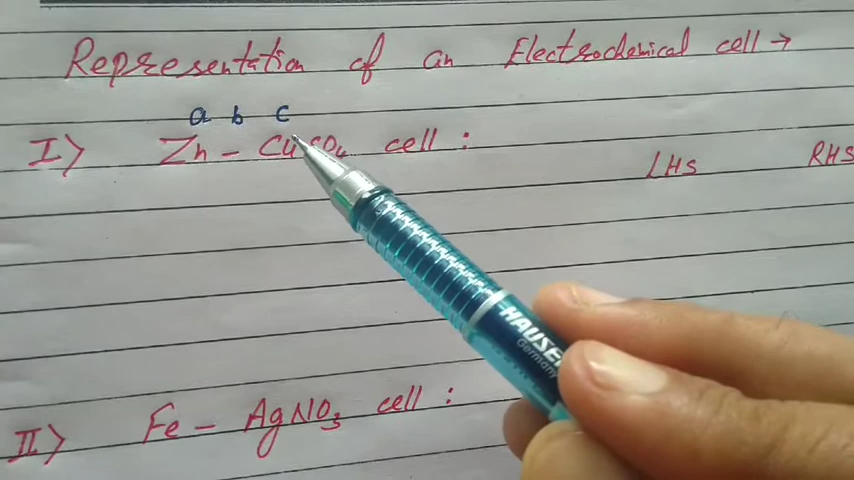 Representation of an Electrochemical cell →
a b c
I> Zn - CuSO4 cell :
LHS RHS
HAUSER
Germany
II> Fe - AgNO3 cell :